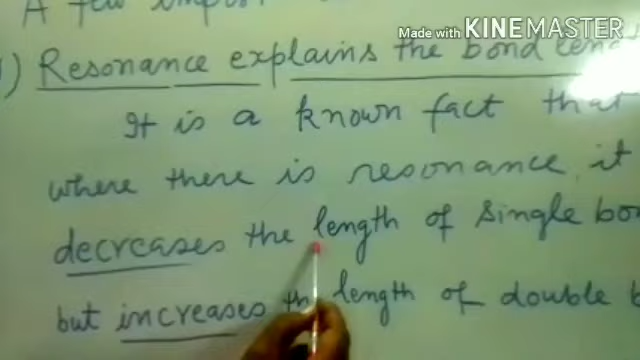 A few
Made with KINEMASTER
) Resonance explains the bond
It is a known fact that
where there is resonance, it
decreases the length of single
but increases the length of double